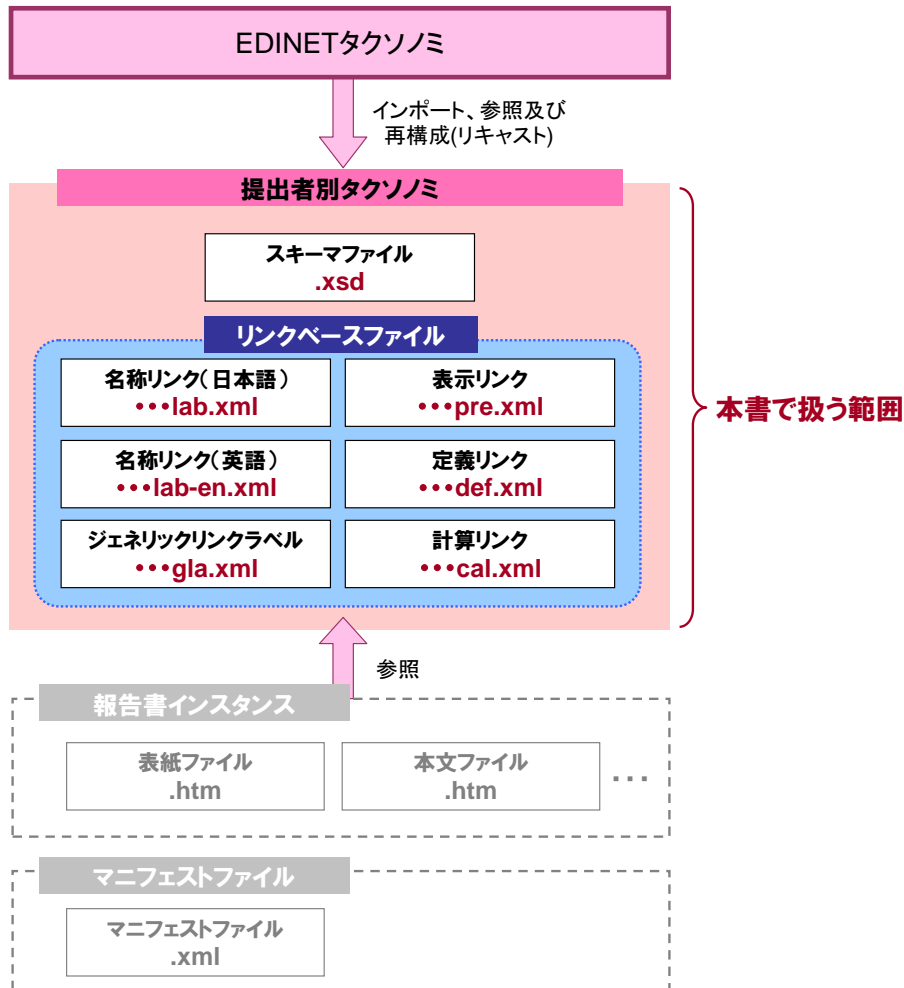 EDINETタクソノミ
インポート、参照及び
再構成(リキャスト)
提出者別タクソノミ
スキーマファイル
.xsd
リンクベースファイル
名称リンク(日本語)
•••lab.xml
表示リンク
•••pre.xml
名称リンク(英語)
•••lab-en.xml
定義リンク
•••def.xml
ジェネリックリンクラベル
•••gla.xml
計算リンク
•••cal.xml
本書で扱う範囲
参照
報告書インスタンス
表紙ファイル
.htm
本文ファイル
.htm
...
マニフェストファイル
マニフェストファイル
.xml